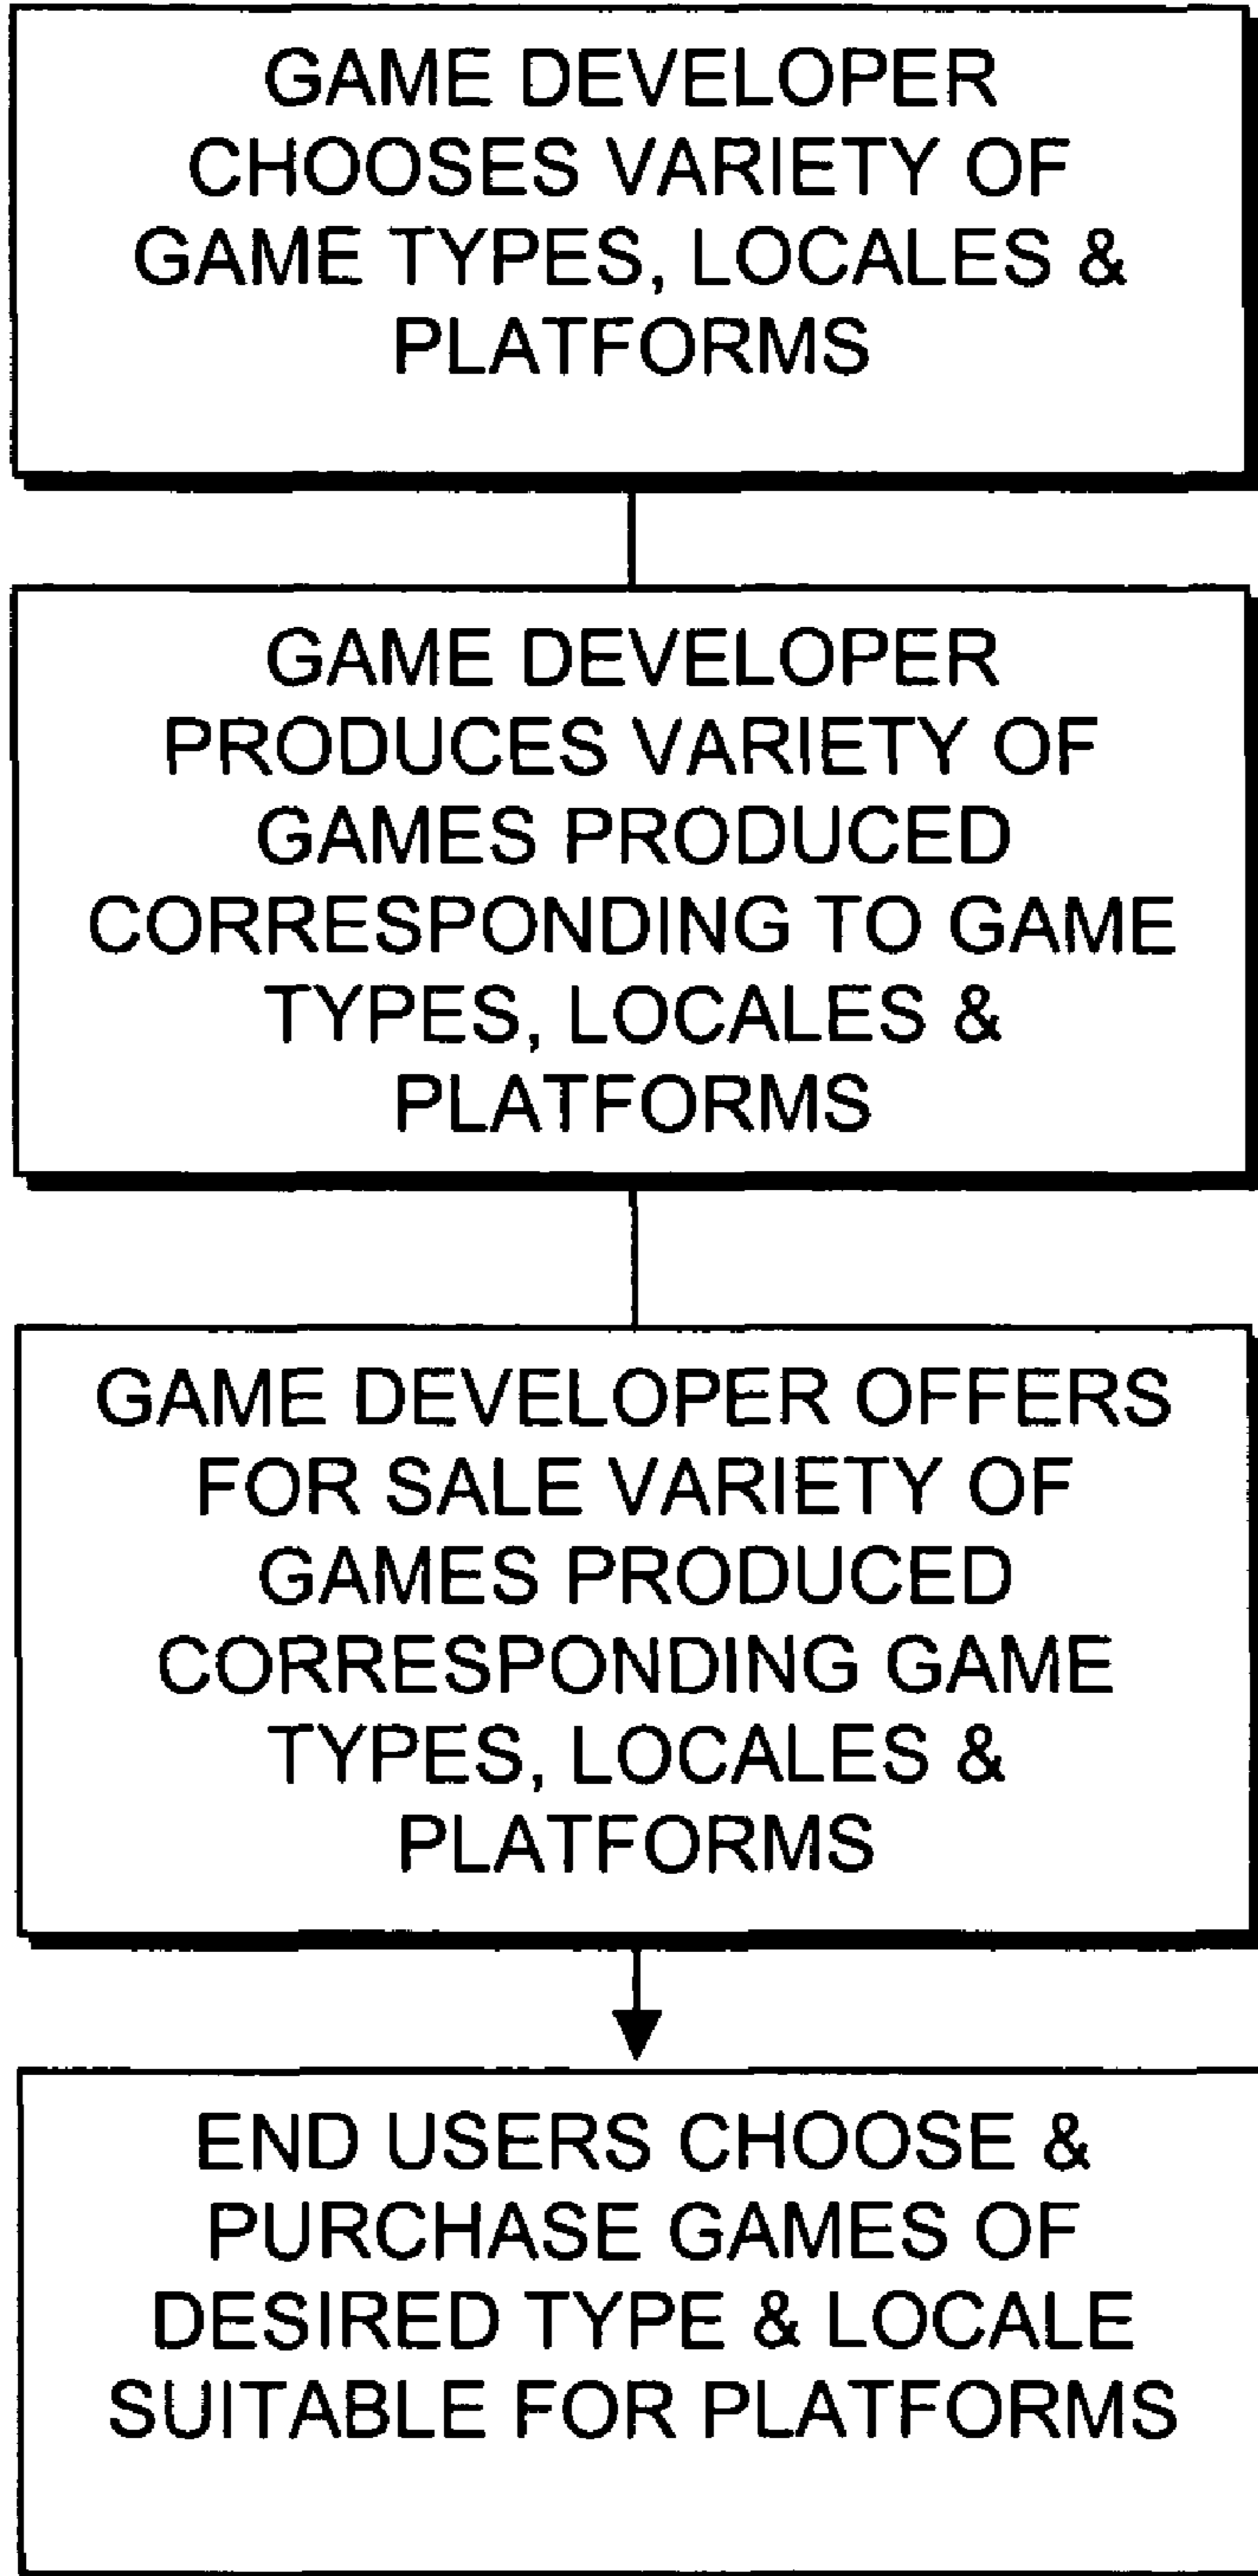 GAME DEVELOPER
CHOOSES VARIETY OF
GAME TYPES, LOCALES &
PLATFORMS
GAME DEVELOPER
PRODUCES VARIETY OF
GAMES PRODUCED
CORRESPONDING TO GAME
TYPES, LOCALES &
PLATFORMS
GAME DEVELOPER OFFERS
FOR SALE VARIETY OF
GAMES PRODUCED
CORRESPONDING GAME
TYPES, LOCALES &
PLATFORMS
END USERS CHOOSE &
PURCHASE GAMES OF
DESIRED TYPE & LOCALE
SUITABLE FOR PLATFORMS